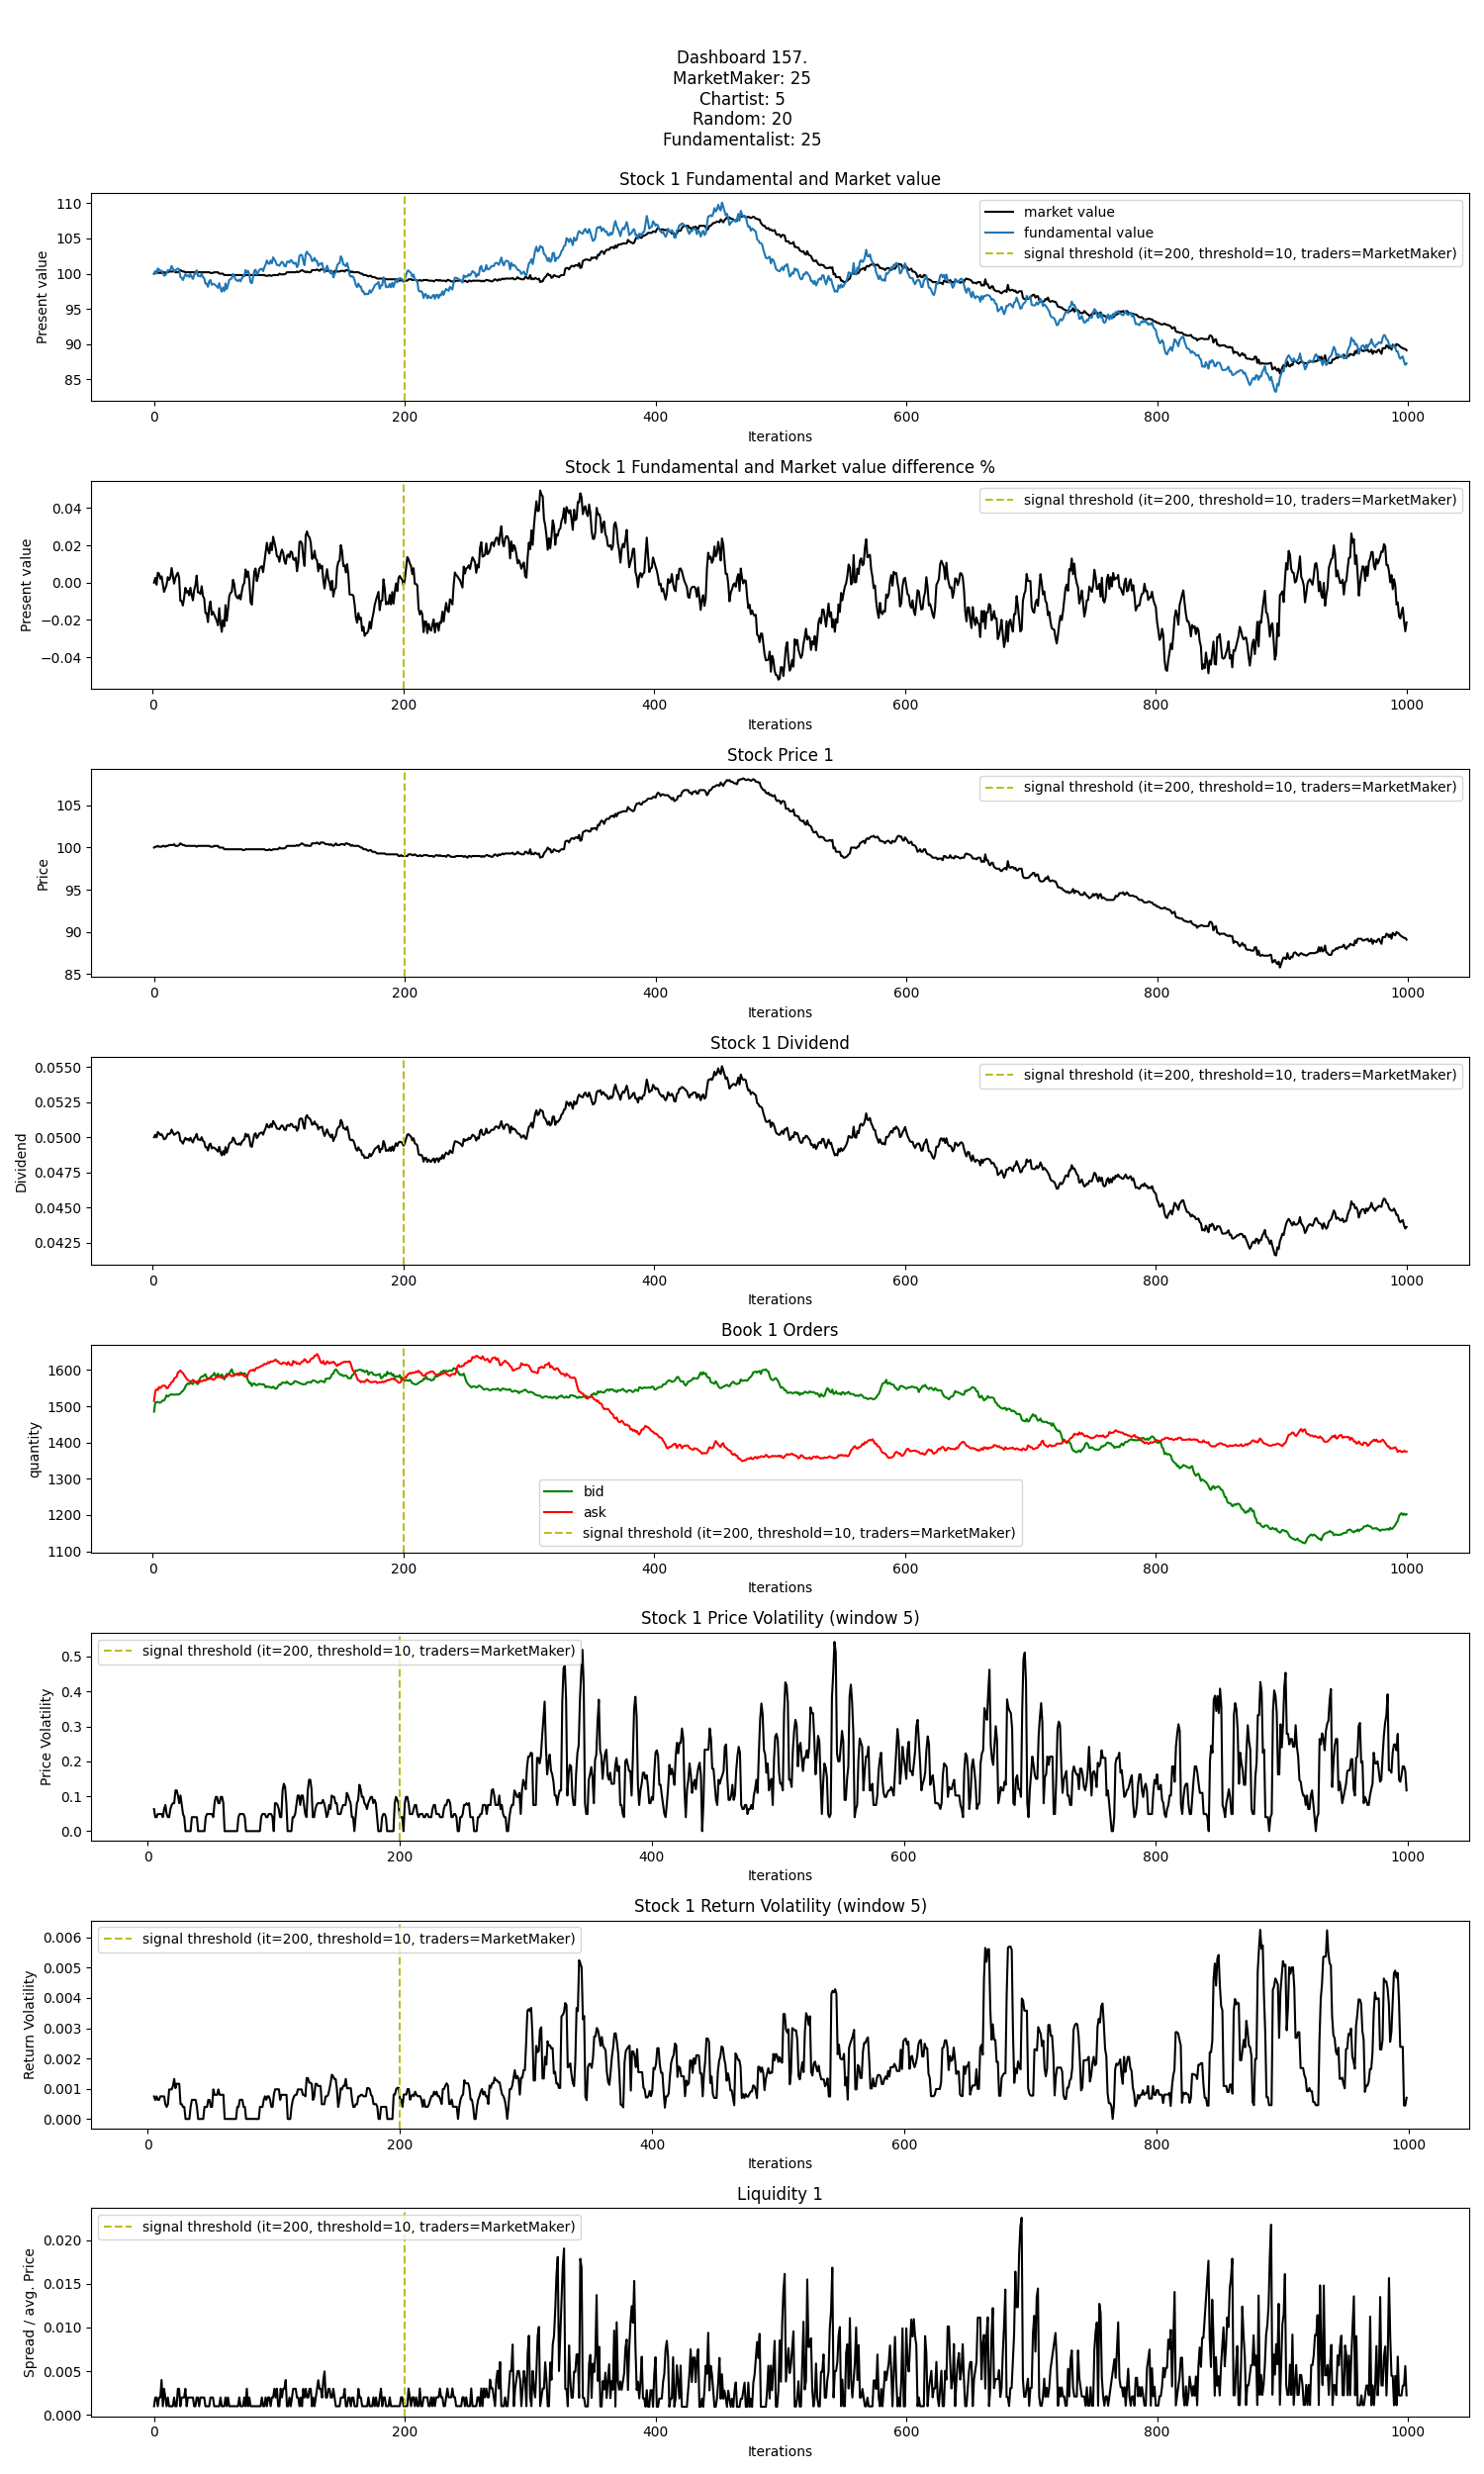 Dashboard 157.
MarketMaker: 25
Chartist: 5
Random: 20
Fundamentalist: 25
Stock 1 Fundamental and Market value
Present value
110
105
100
95
90
85
market value
fundamental value
signal threshold (it=200, threshold=10, traders=MarketMaker)
0 200 400 600 800 1000
Iterations
Stock 1 Fundamental and Market value difference %
Present value
0.04
0.02
0.00
−0.02
−0.04
signal threshold (it=200, threshold=10, traders=MarketMaker)
0 200 400 600 800 1000
Iterations
Stock Price 1
Price
105
100
95
90
85
signal threshold (it=200, threshold=10, traders=MarketMaker)
0 200 400 600 800 1000
Iterations
Stock 1 Dividend
Dividend
0.0550
0.0525
0.0500
0.0475
0.0450
0.0425
signal threshold (it=200, threshold=10, traders=MarketMaker)
0 200 400 600 800 1000
Iterations
Book 1 Orders
quantity
1600
1500
1400
1300
1200
1100
bid
ask
signal threshold (it=200, threshold=10, traders=MarketMaker)
0 200 400 600 800 1000
Iterations
Stock 1 Price Volatility (window 5)
Price Volatility
0.5
0.4
0.3
0.2
0.1
0.0
signal threshold (it=200, threshold=10, traders=MarketMaker)
0 200 400 600 800 1000
Iterations
Stock 1 Return Volatility (window 5)
Return Volatility
0.006
0.005
0.004
0.003
0.002
0.001
0.000
signal threshold (it=200, threshold=10, traders=MarketMaker)
0 200 400 600 800 1000
Iterations
Liquidity 1
Spread / avg. Price
0.020
0.015
0.010
0.005
0.000
signal threshold (it=200, threshold=10, traders=MarketMaker)
0 200 400 600 800 1000
Iterations